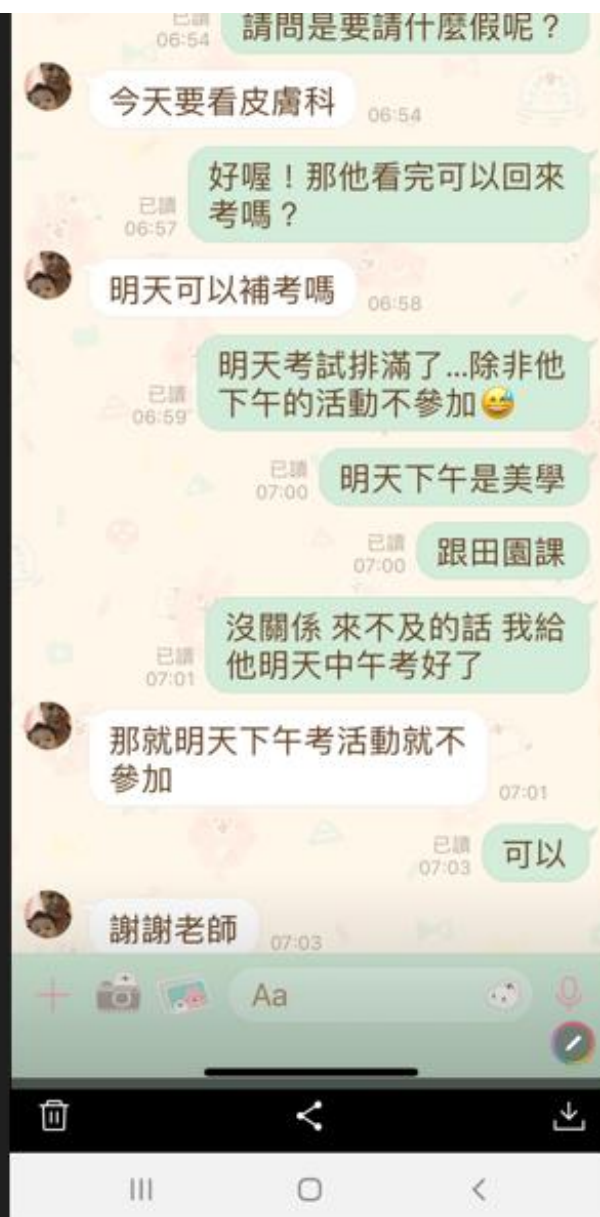 已讀
06:54
請問是要請什麼假呢？
今天要看皮膚科
06:54
好喔！那他看完可以回來
考嗎？
已讀
06:57
明天可以補考嗎
06:58
明天考試排滿了...除非他
下午的活動不參加😅
已讀
06:59
已讀
07:00
明天下午是美學
已讀
07:00
跟田園課
沒關係 來不及的話 我給
他明天中午考好了
已讀
07:01
那就明天下午考活動就不
參加
07:01
已讀
07:03
可以
謝謝老師
07:03
Aa